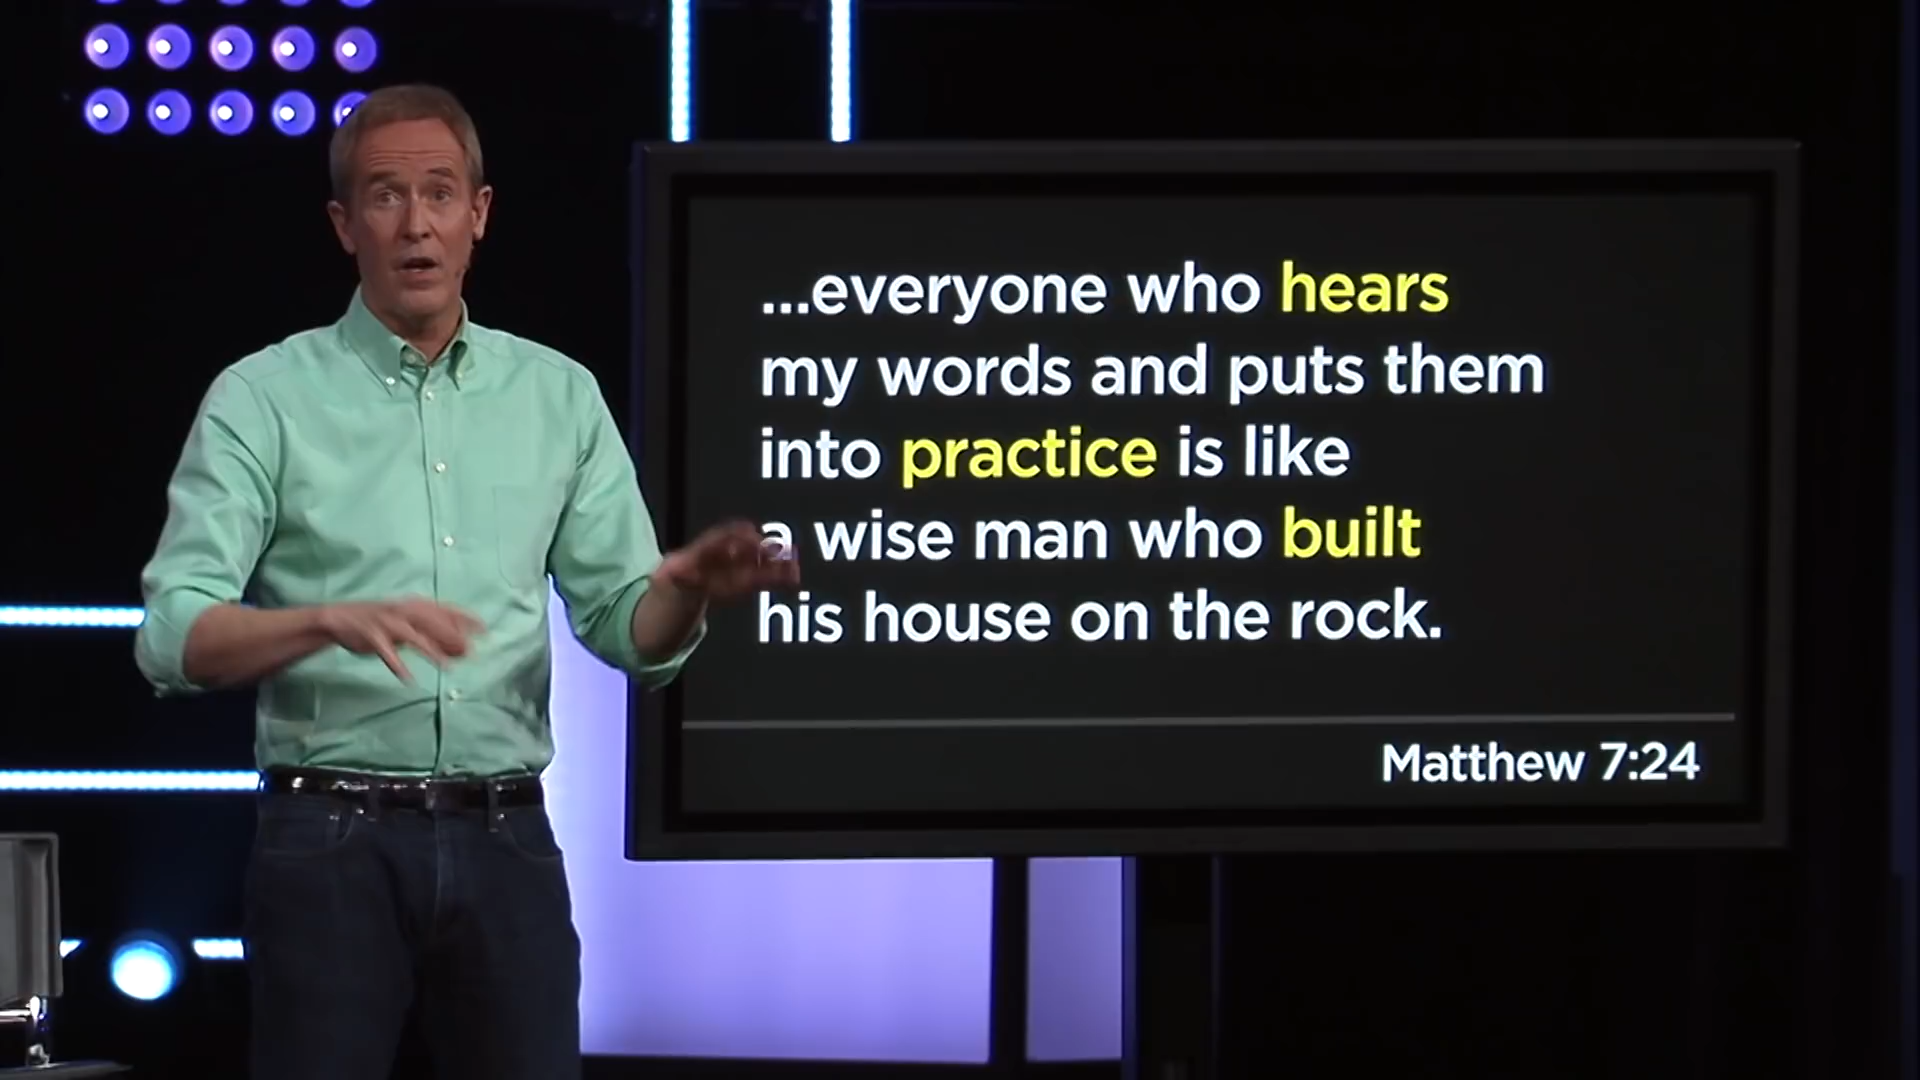 ...everyone who hears
my words and puts them
into practice is like
a wise man who built
his house on the rock.
Matthew 7:24